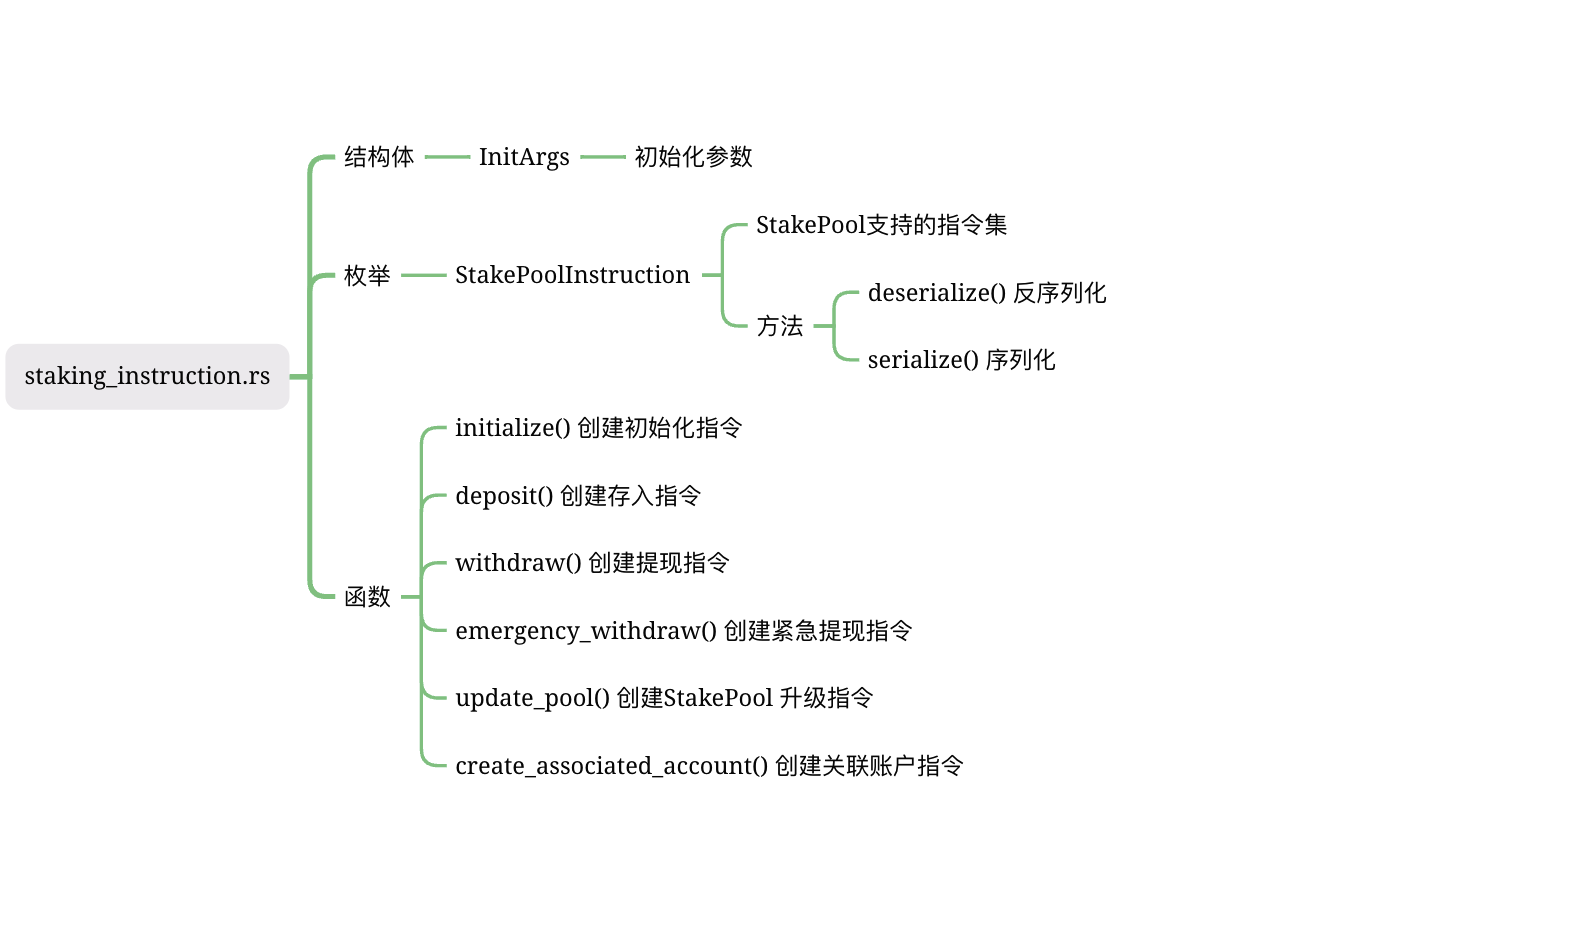 staking_instruction.rs
结构体
InitArgs
初始化参数
枚举
StakePoolInstruction
StakePool支持的指令集
方法
deserialize() 反序列化
serialize() 序列化
函数
initialize() 创建初始化指令
deposit() 创建存入指令
withdraw() 创建提现指令
emergency_withdraw() 创建紧急提现指令
update_pool() 创建StakePool 升级指令
create_associated_account() 创建关联账户指令